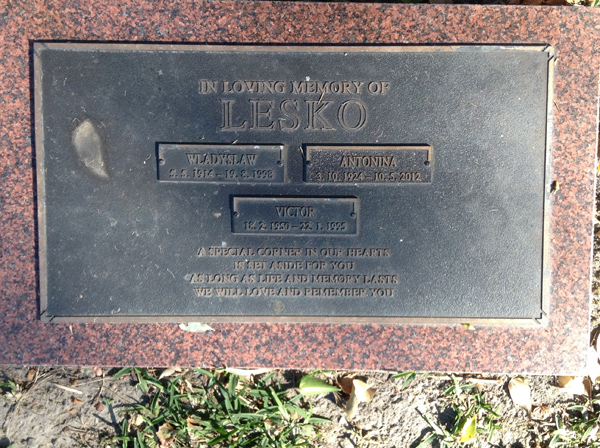 IN LOVING MEMORY OF
LESKO
WLADYSLAW
5. 5. 1914 – 19. 8. 1998
ANTONINA
3. 10. 1924 – 10. 5. 2012
VICTOR
18. 2. 1950 – 22. 1. 1995
A SPECIAL CORNER IN OUR HEARTS
IS SET ASIDE FOR YOU
AS LONG AS LIFE AND MEMORY LASTS
WE WILL LOVE AND REMEMBER YOU